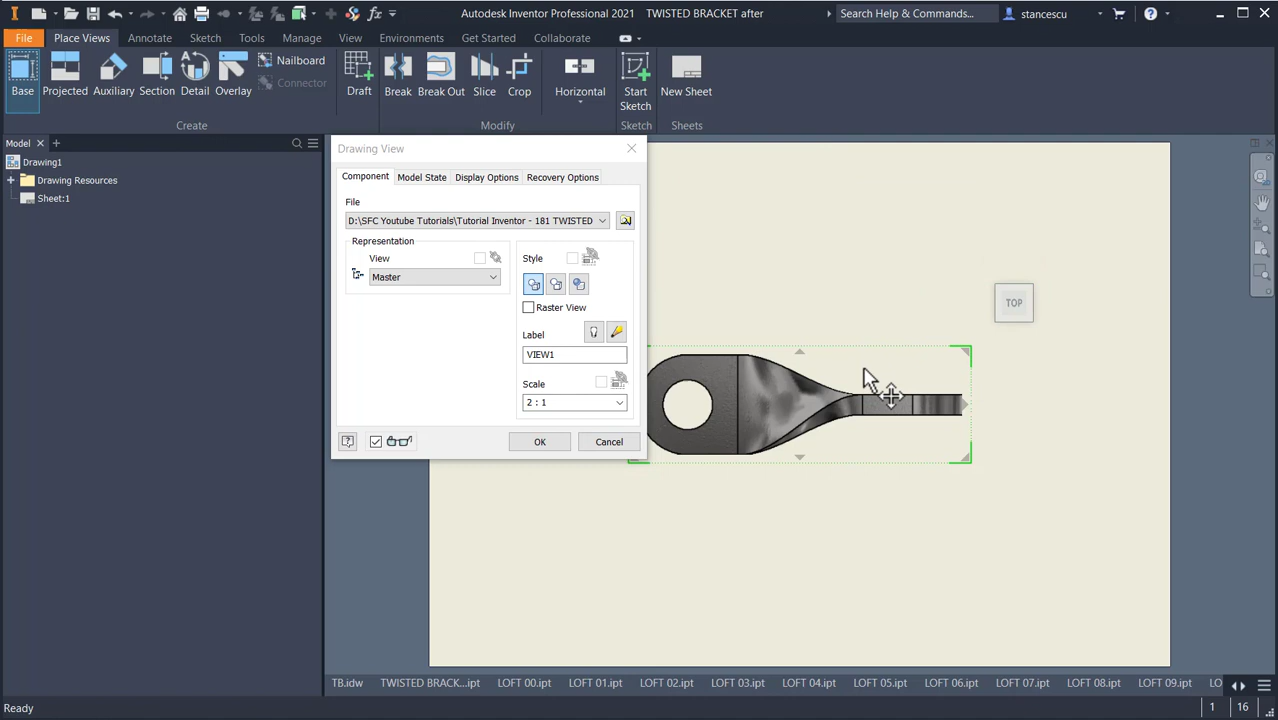 Autodesk Inventor Professional 2021 TWISTED BRACKET after
Search Help & Commands...
stancescu
File Place Views Annotate Sketch Tools Manage View Environments Get Started Collaborate
Base Projected Auxiliary Section Detail Overlay
Nailboard
Connector
Draft
Break Break Out Slice Crop
Horizontal
Start
Sketch
New Sheet
Create Modify Sketch Sheets
Model
Drawing1
Drawing Resources
Sheet:1
Drawing View
Component Model State Display Options Recovery Options
File
D:\SFC Youtube Tutorials\Tutorial Inventor - 181 TWISTED
Representation
View
Master
Style
Raster View
Label
VIEW1
Scale
2 : 1
OK Cancel
TOP
TB.idw TWISTED BRACK...ipt LOFT 00.ipt LOFT 01.ipt LOFT 02.ipt LOFT 03.ipt LOFT 04.ipt LOFT 05.ipt LOFT 06.ipt LOFT 07.ipt LOFT 08.ipt LOFT 09.ipt LO
Ready
1 16